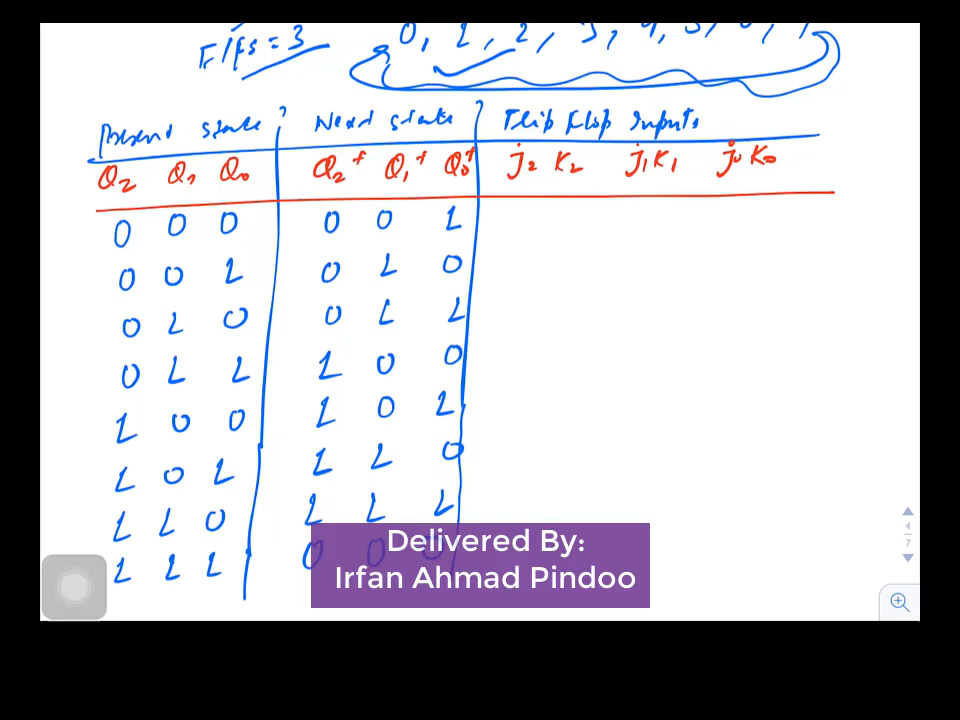 F/Fs = 3 0, 1, 2, 3, 4, 5, 6, 7
Present State Next State Flip Flop Inputs
Q2 Q1 Q0 Q2+ Q1+ Q0+ J2 K2 J1 K1 J0 K0
0 0 0 0 0 1
0 0 1 0 1 0
0 1 0 0 1 1
0 1 1 1 0 0
1 0 0 1 0 1
1 0 1 1 1 0
1 1 0 1 1 1
1 1 1 0 0 0
Delivered By:
Irfan Ahmad Pindoo
4
7